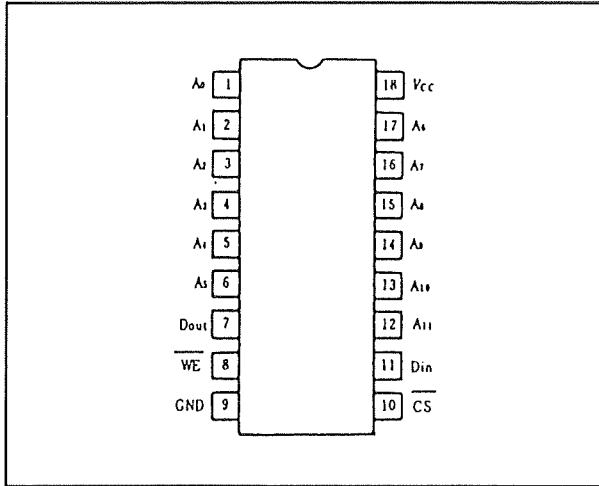 A0 1 18 VCC
A1 2 17 A6
A2 3 16 A7
A3 4 15 A8
A4 5 14 A9
A5 6 13 A10
Dout 7 12 A11
WE 8 11 Din
GND 9 10 CS